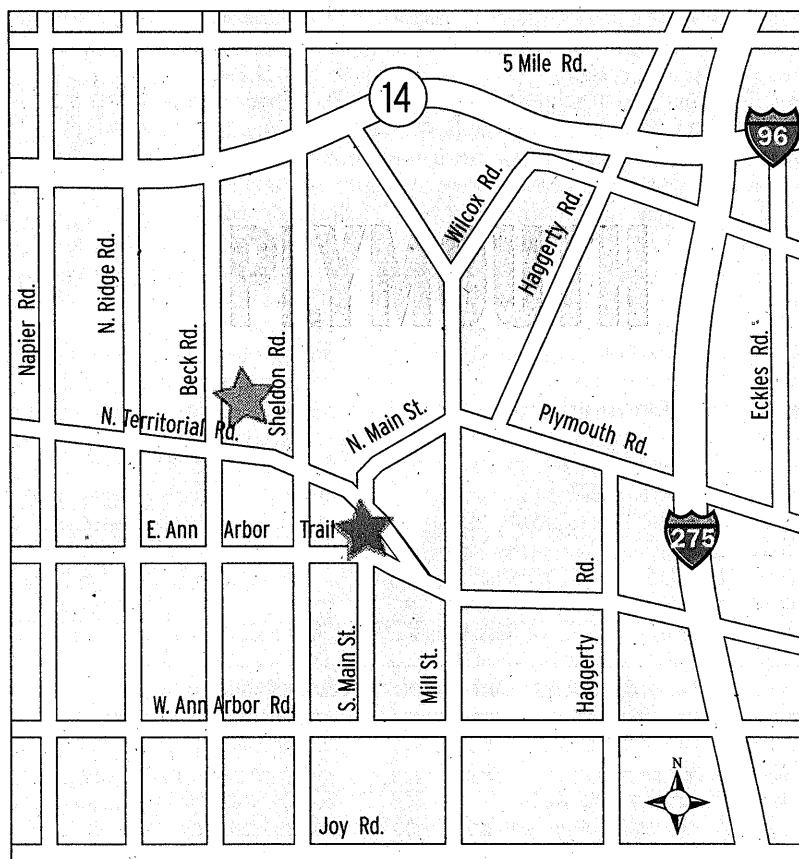 5 Mile Rd.
14
96
Wilcox Rd.
Haggerty Rd.
N. Ridge Rd.
Napier Rd.
Beck Rd.
Sheldon Rd.
Eckles Rd.
N. Territorial Rd.
N. Main St.
Plymouth Rd.
E. Ann Arbor Trail
275
Haggerty Rd.
S. Main St.
Mill St.
W. Ann Arbor Rd.
N
Joy Rd.